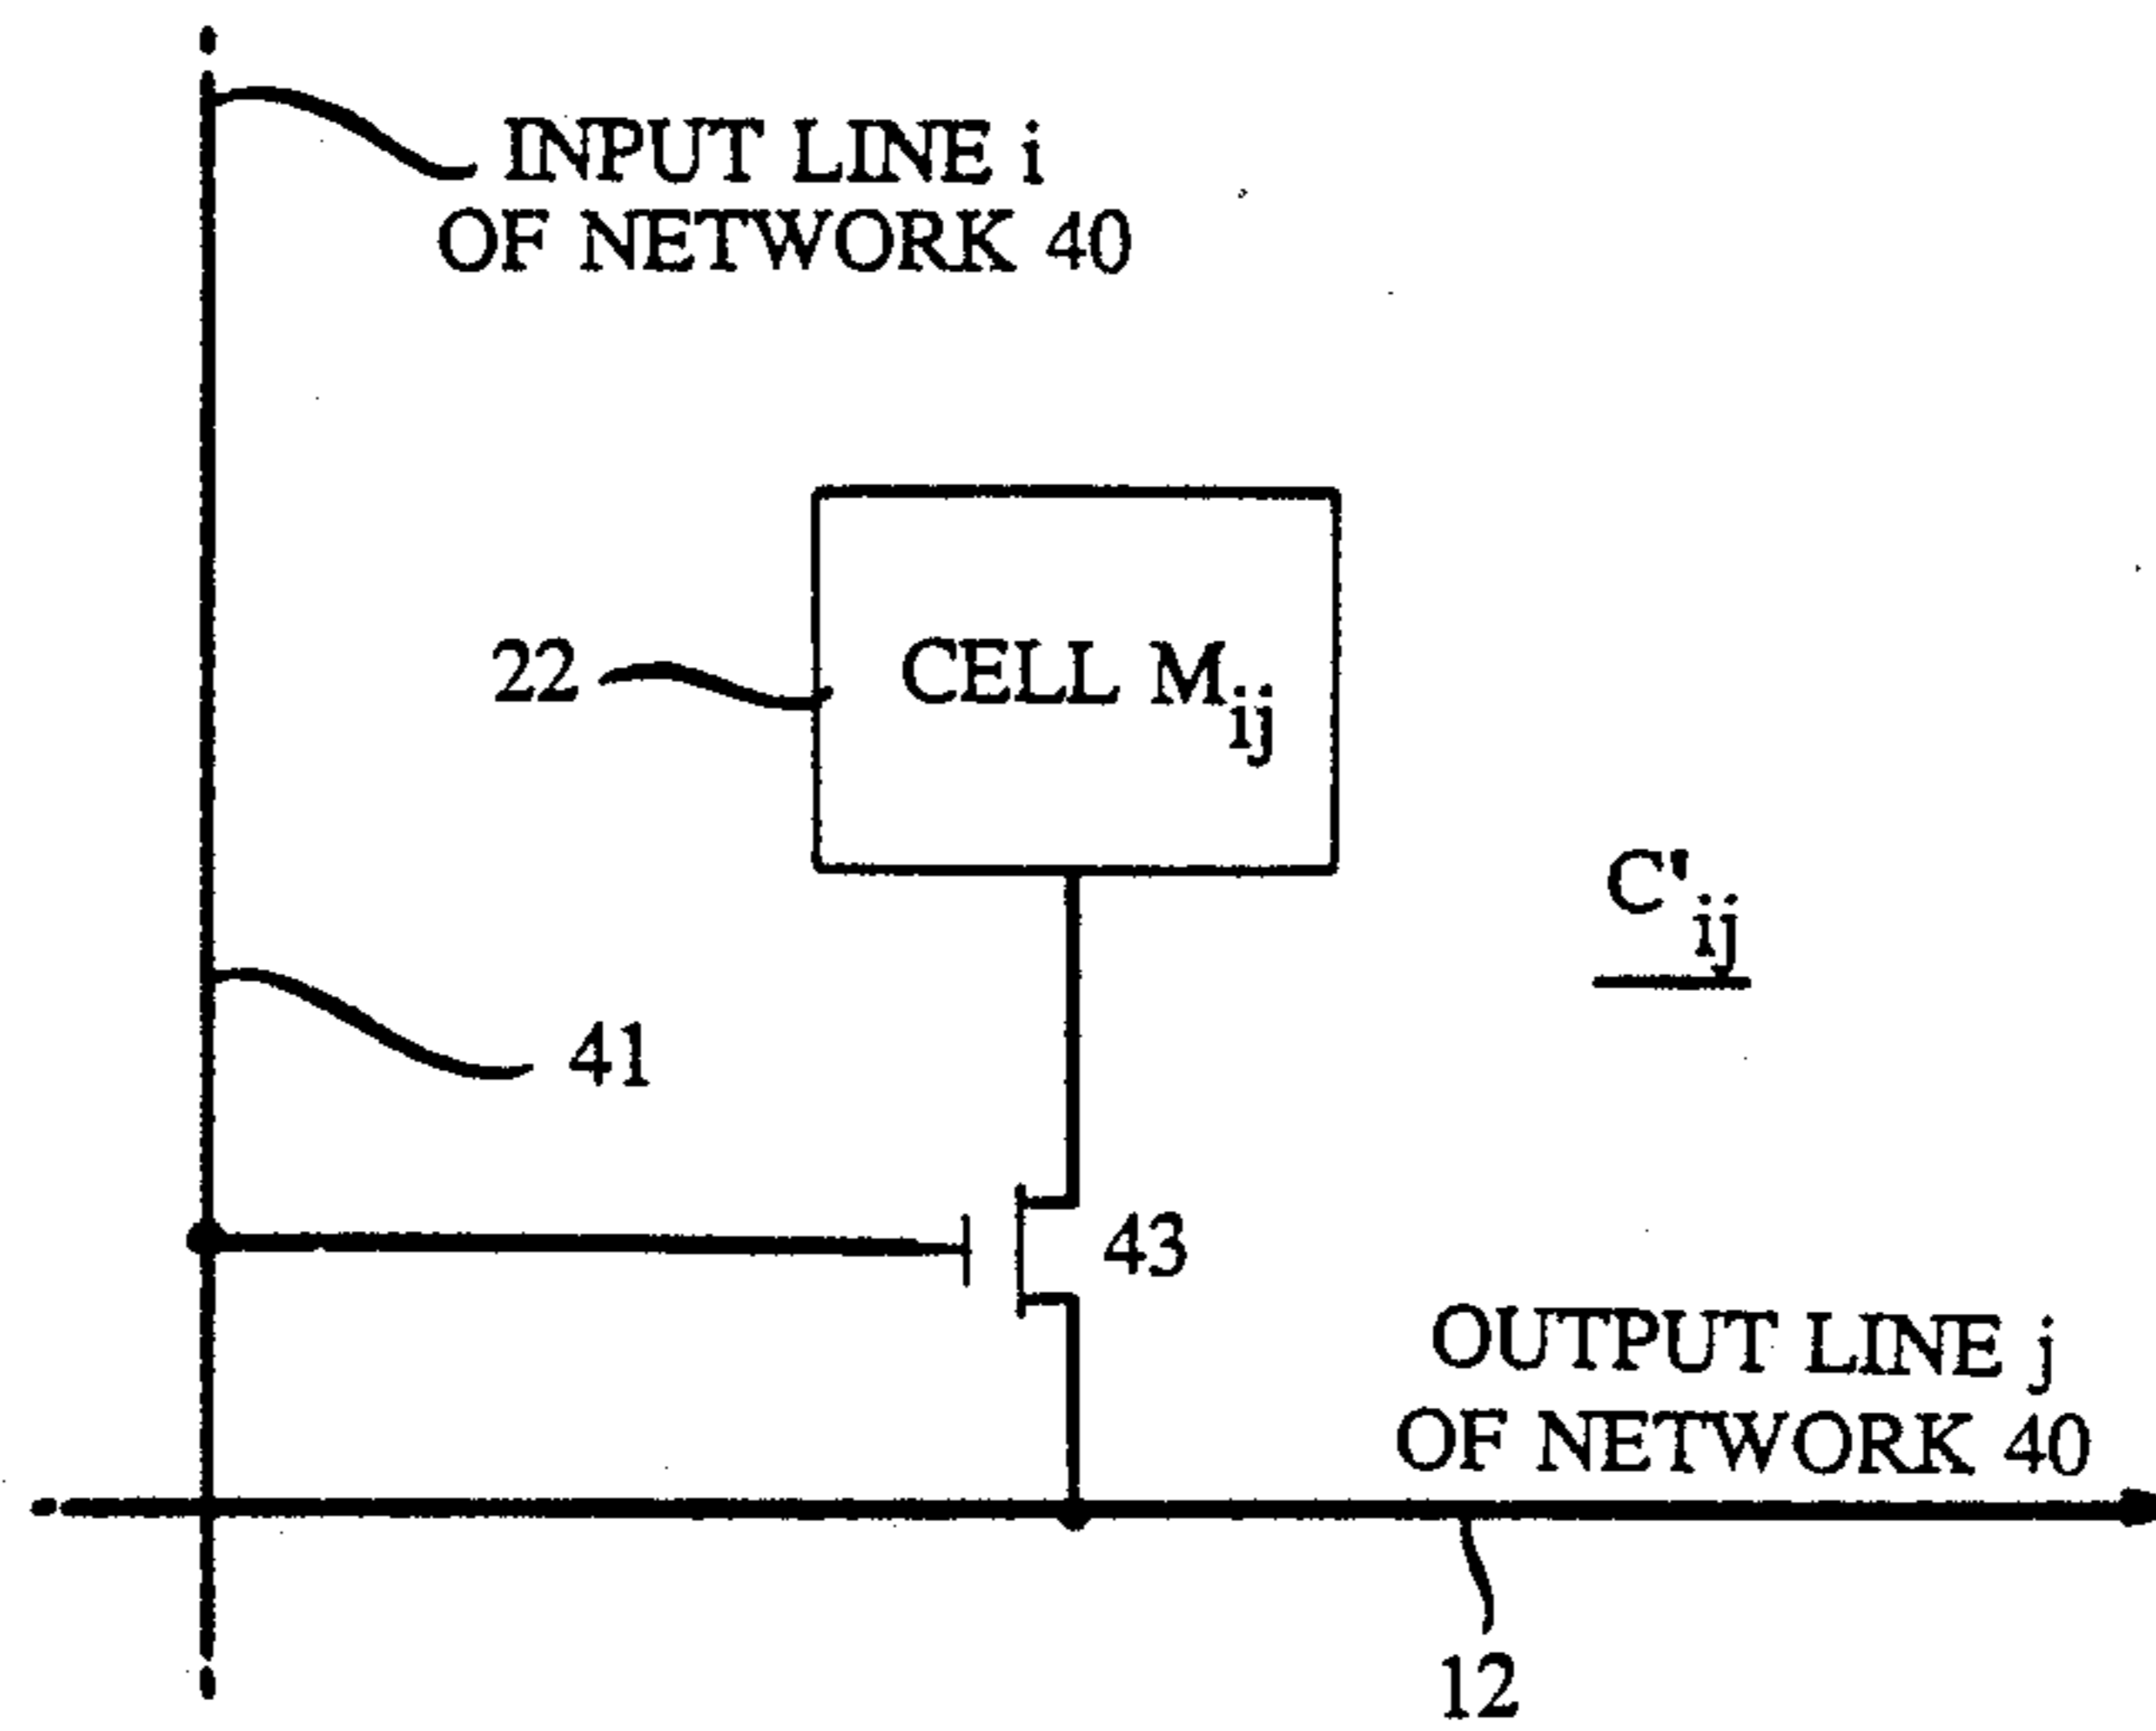 INPUT LINE i
OF NETWORK 40
22
CELL Mij
C'ij
41
43
OUTPUT LINE j
OF NETWORK 40
12